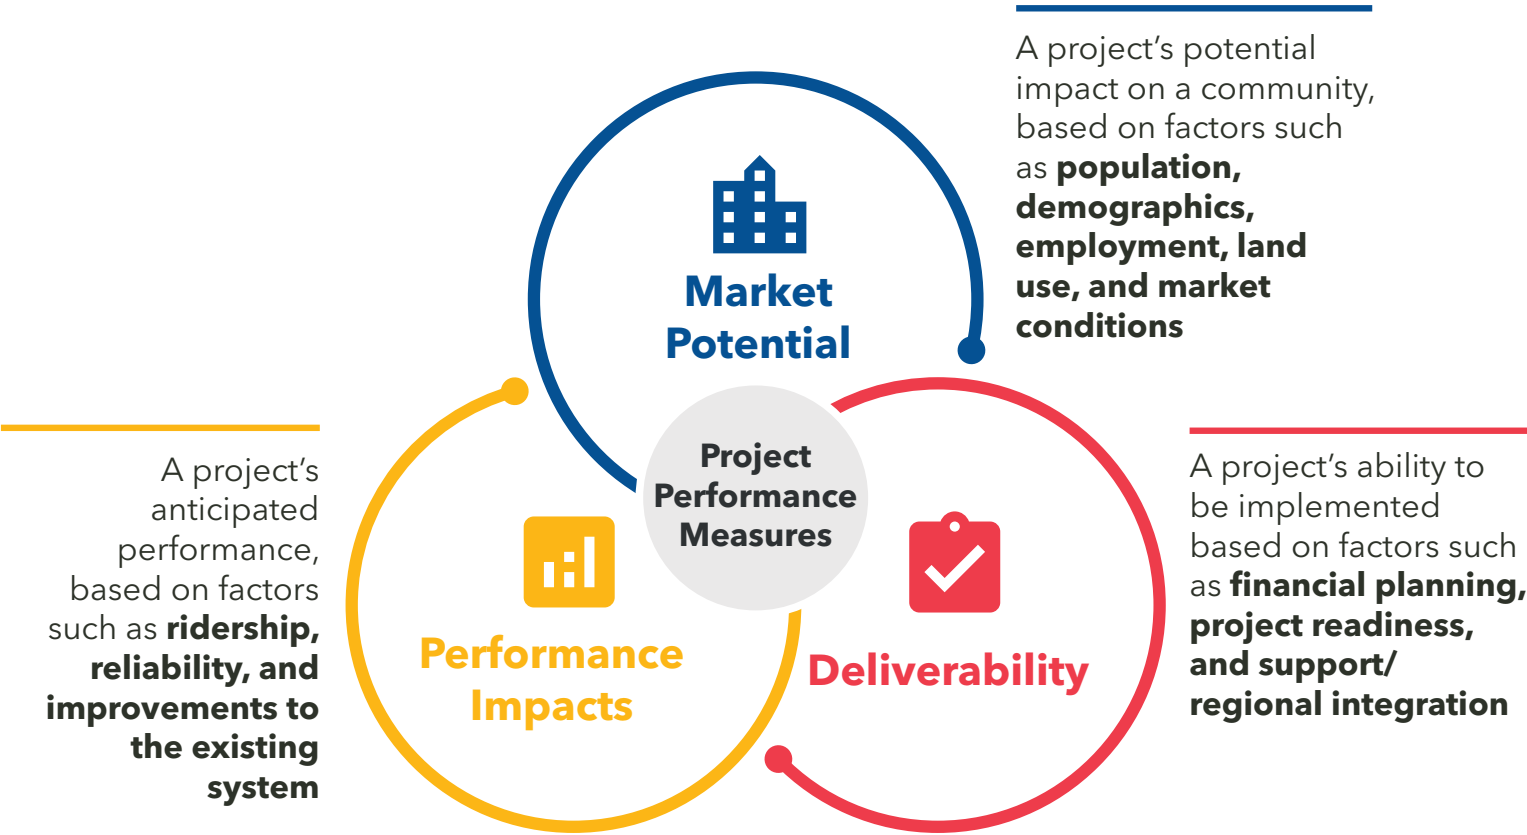 A project’s potential
impact on a community,
based on factors such
as population,
demographics,
employment, land
use, and market
conditions
Market
Potential
Project
Performance
Measures
A project’s
anticipated
performance,
based on factors
such as ridership,
reliability, and
improvements to
the existing
system
Performance
Impacts
Deliverability
A project’s ability to
be implemented
based on factors such
as financial planning,
project readiness,
and support/
regional integration